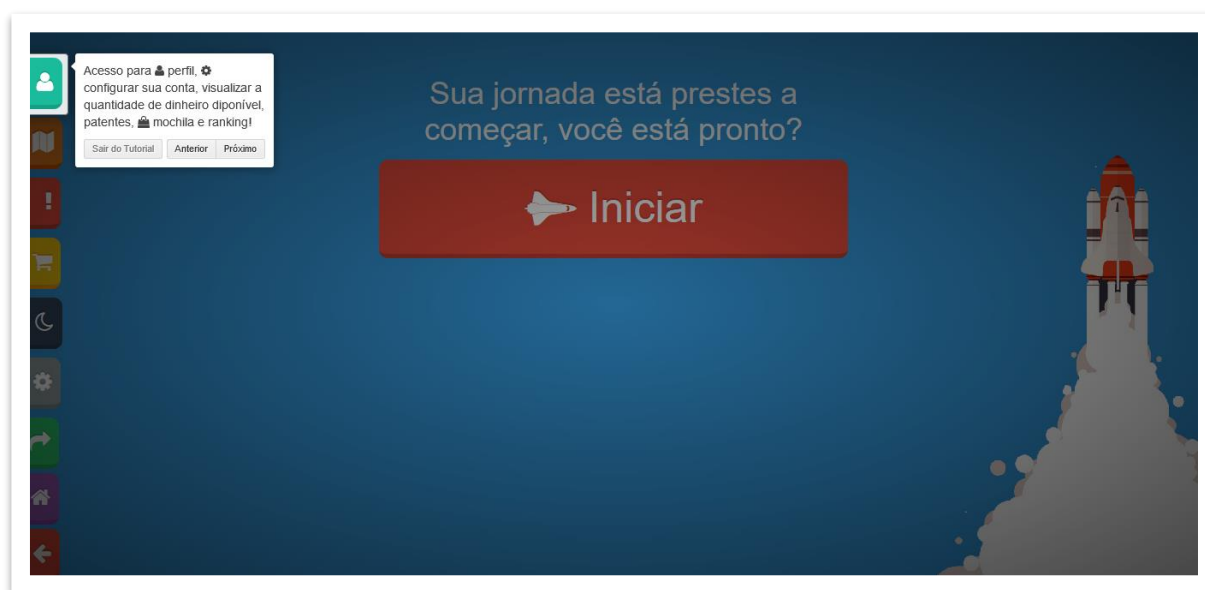 Acesso para perfil,
configurar sua conta, visualizar a
quantidade de dinheiro diponível,
patentes, mochila e ranking!
Sair do Tutorial Anterior Próximo
Sua jornada está prestes a
começar, você está pronto?
Iniciar